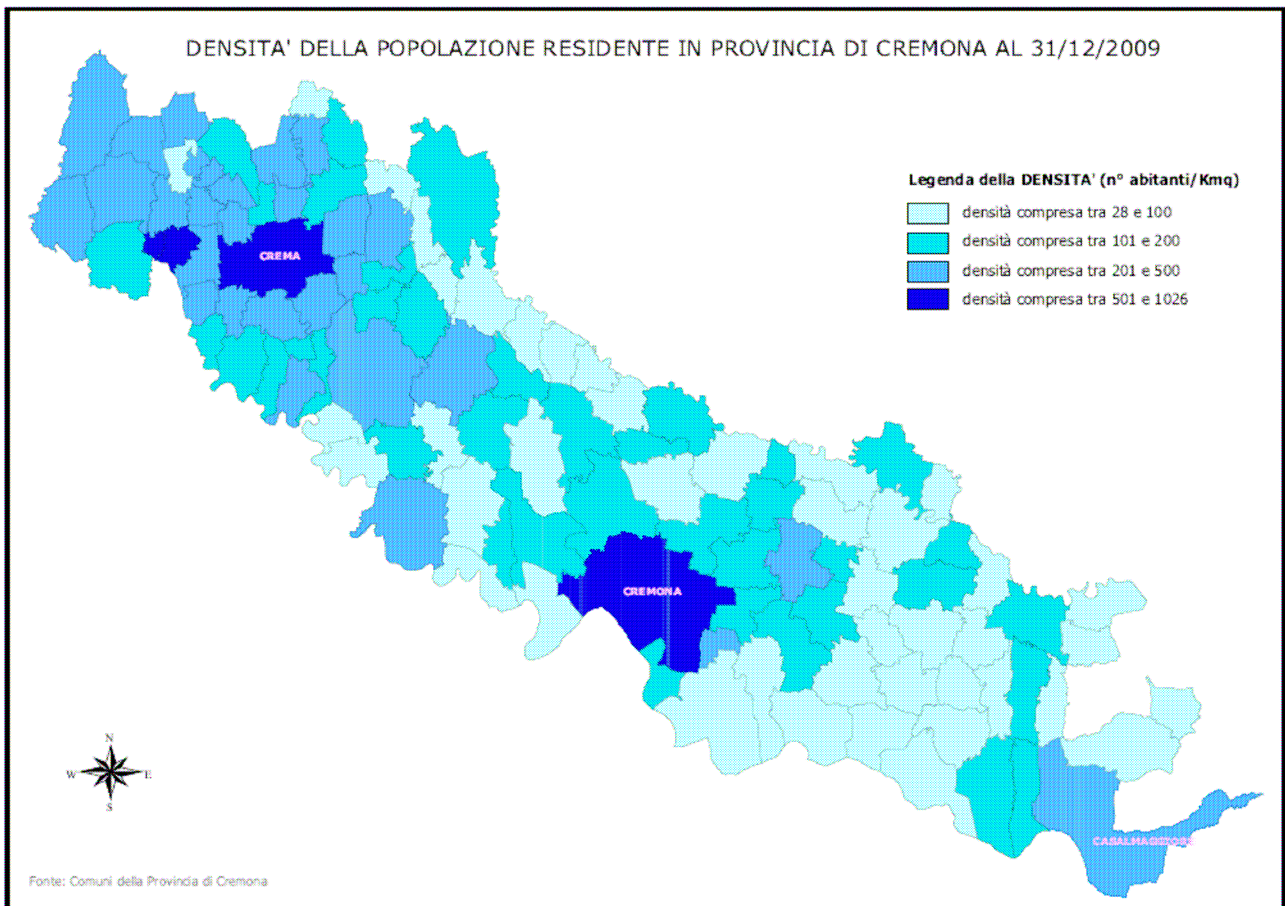 DENSITA' DELLA POPOLAZIONE RESIDENTE IN PROVINCIA DI CREMONA AL 31/12/2009
Legenda della DENSITA' (n° abitanti/Kmq)
densità compresa tra 28 e 100
densità compresa tra 101 e 200
densità compresa tra 201 e 500
densità compresa tra 501 e 1026
CREMA
CREMONA
N
W E
S
CASALMAGGIORE
Fonte: Comuni della Provincia di Cremona